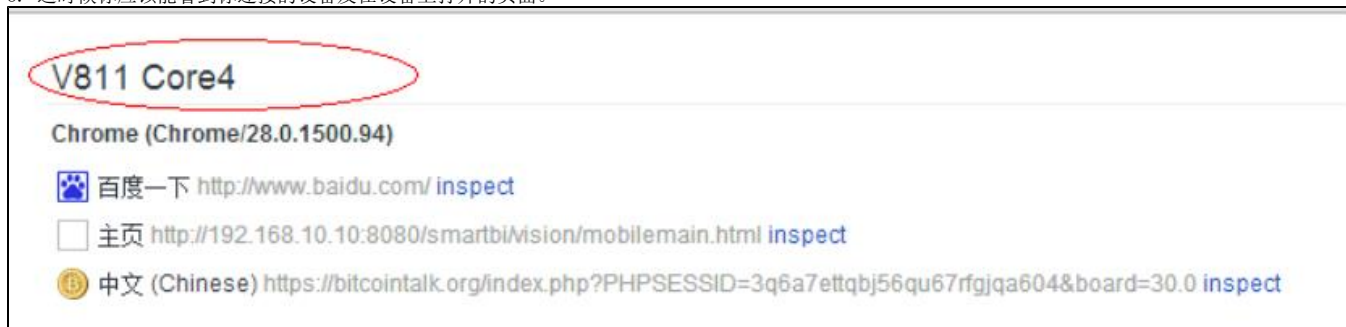 V811 Core4
Chrome (Chrome/28.0.1500.94)
百度一下 http://www.baidu.com/ inspect
主页 http://192.168.10.10:8080/smartbi/vision/mobilemain.html inspect
中文 (Chinese) https://bitcointalk.org/index.php?PHPSESSID=3q6a7ettqbj56qu67rfgjqa604&board=30.0 inspect